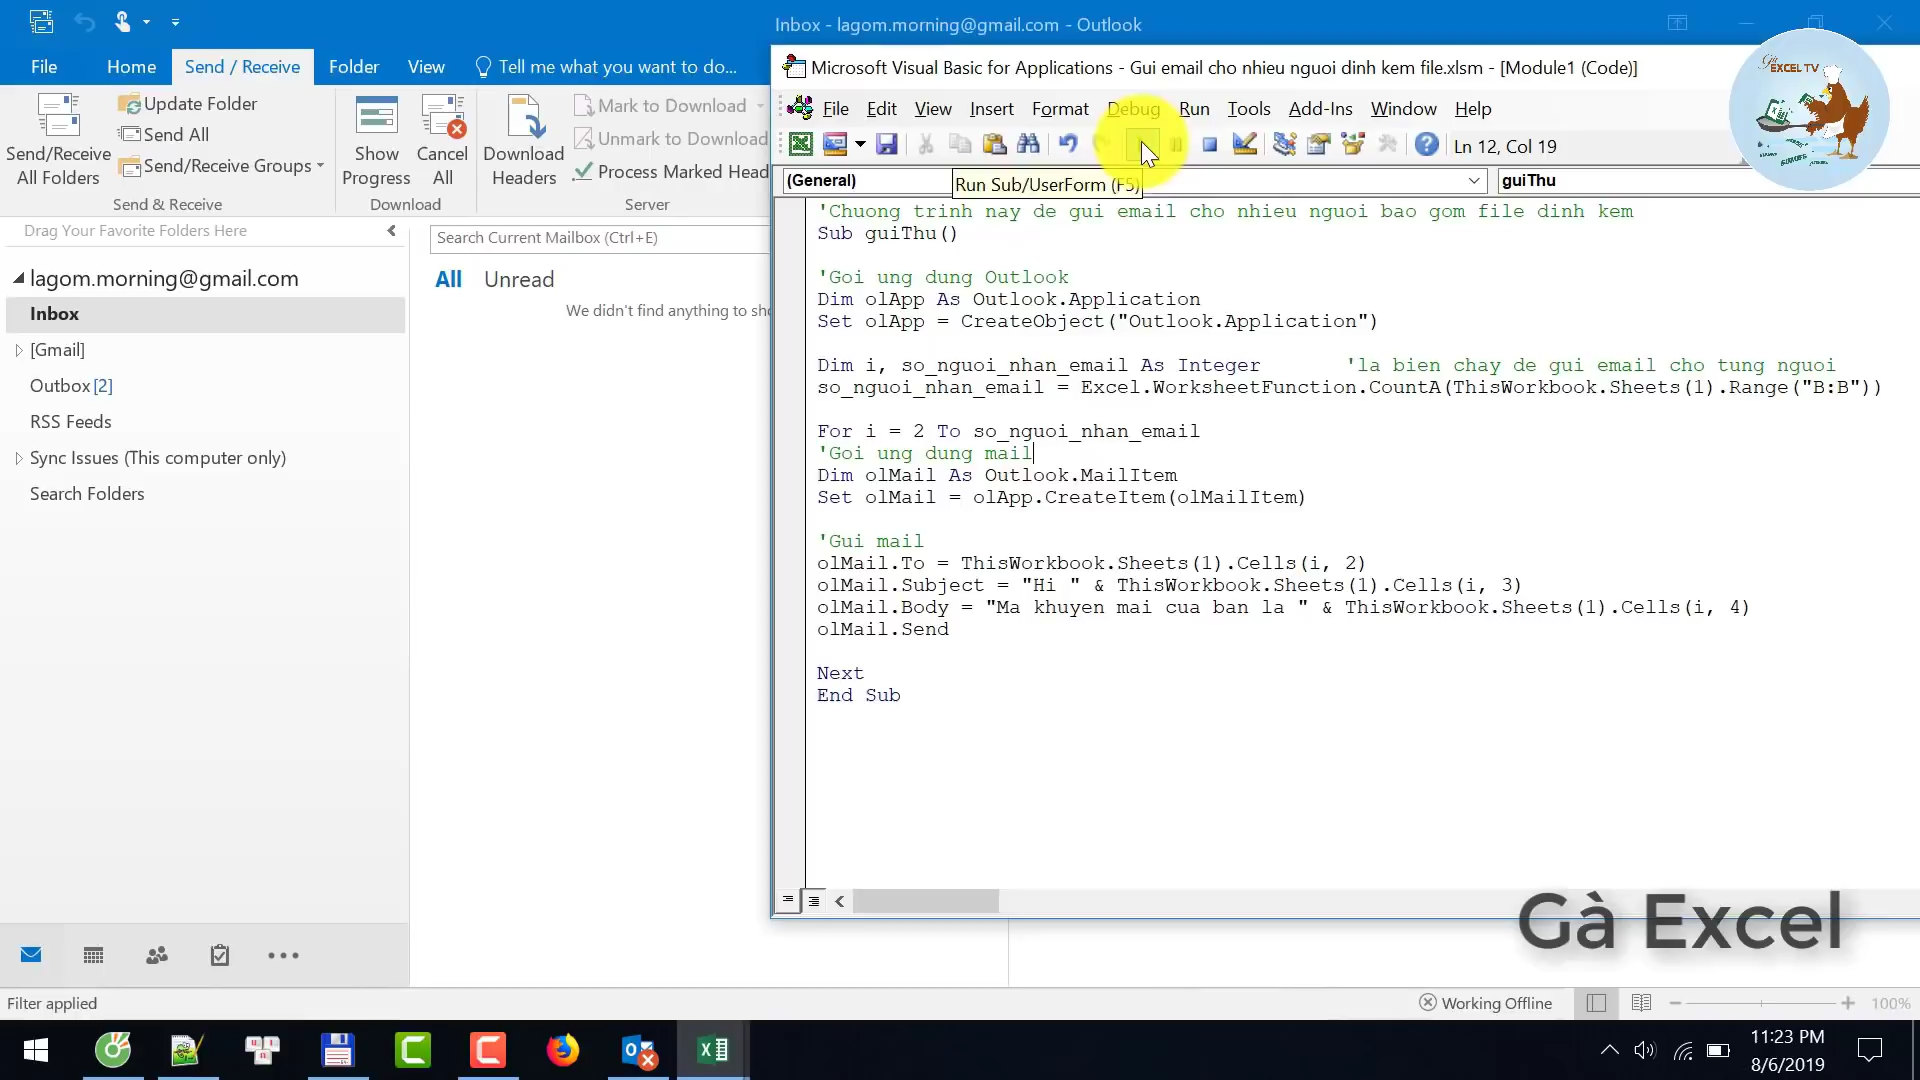 Inbox - lagom.morning@gmail.com - Outlook
File
Home
Send / Receive
Folder
View
Tell me what you want to do...
Send/Receive All Folders
Update Folder
Send All
Send/Receive Groups
Send & Receive
Show Progress
Cancel All
Download Headers
Download
Mark to Download
Unmark to Download
Process Marked Head
Server
Drag Your Favorite Folders Here
lagom.morning@gmail.com
Inbox
[Gmail]
Outbox [2]
RSS Feeds
Sync Issues (This computer only)
Search Folders
Search Current Mailbox (Ctrl+E)
All Unread
We didn't find anything to sho
Microsoft Visual Basic for Applications - Gui email cho nhieu nguoi dinh kem file.xlsm - [Module1 (Code)]
File Edit View Insert Format Debug Run Tools Add-Ins Window Help
Ln 12, Col 19
(General)
guiThu
Run Sub/UserForm (F5)
'Chuong trinh nay de gui email cho nhieu nguoi bao gom file dinh kem
Sub guiThu()
'Goi ung dung Outlook
Dim olApp As Outlook.Application
Set olApp = CreateObject("Outlook.Application")
Dim i, so_nguoi_nhan_email As Integer 'la bien chay de gui email cho tung nguoi
so_nguoi_nhan_email = Excel.WorksheetFunction.CountA(ThisWorkbook.Sheets(1).Range("B:B"))
For i = 2 To so_nguoi_nhan_email
'Goi ung dung mail
Dim olMail As Outlook.MailItem
Set olMail = olApp.CreateItem(olMailItem)
'Gui mail
olMail.To = ThisWorkbook.Sheets(1).Cells(i, 2)
olMail.Subject = "Hi " & ThisWorkbook.Sheets(1).Cells(i, 3)
olMail.Body = "Ma khuyen mai cua ban la " & ThisWorkbook.Sheets(1).Cells(i, 4)
olMail.Send
Next
End Sub
Gà
EXCEL TV
Gà Excel
Filter applied
Working Offline
100%
11:23 PM
8/6/2019